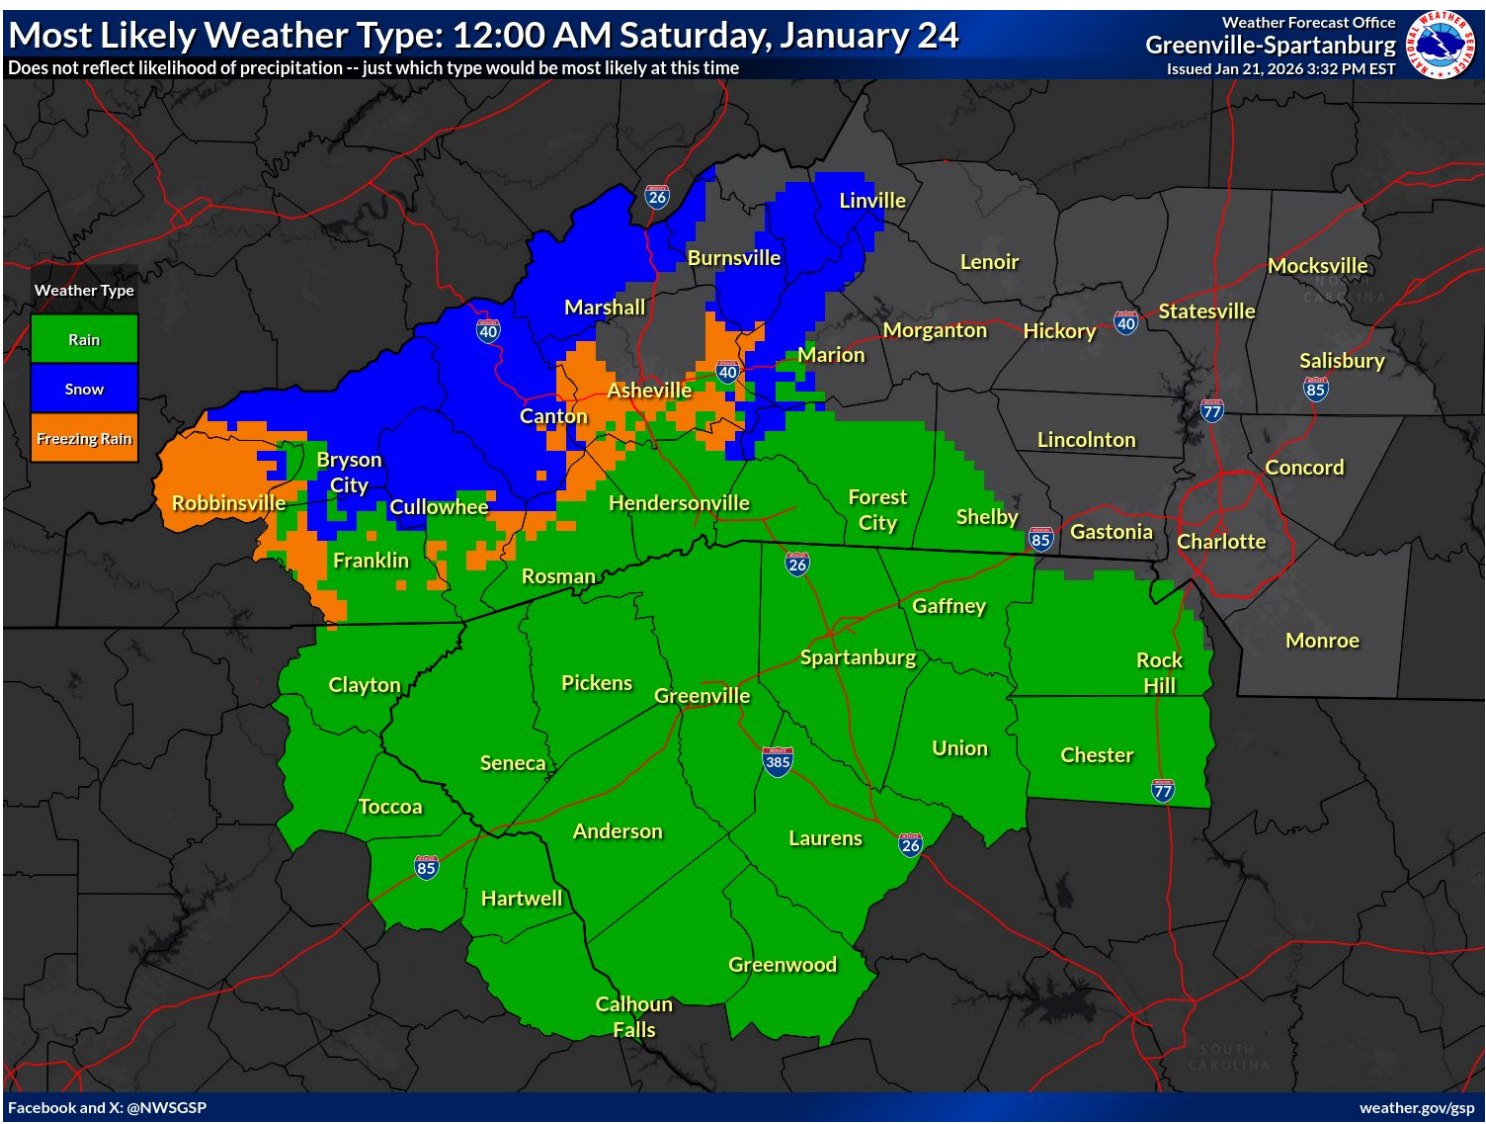 Most Likely Weather Type: 12:00 AM Saturday, January 24
Does not reflect likelihood of precipitation -- just which type would be most likely at this time
Weather Forecast Office
Greenville-Spartanburg
Issued Jan 21, 2026 3:32 PM EST
Weather Type
Rain
Snow
Freezing Rain
26
Linville
Burnsville
Lenoir
Mocksville
NORTH
CAROLINA
Marshall
40
Morganton
Hickory
40
Statesville
Marion
Salisbury
40
Asheville
85
77
Canton
Lincolnton
Bryson
City
Concord
Robbinsville
Cullowhee
Hendersonville
Forest
City
Shelby
85
Gastonia
Charlotte
Franklin
Rosman
26
Gaffney
Monroe
Clayton
Pickens
Greenville
Spartanburg
Rock
Hill
Seneca
385
Union
Chester
77
Toccoa
Anderson
Laurens
26
85
Hartwell
Greenwood
Calhoun
Falls
SOUTH
CAROLINA
Facebook and X: @NWSGSP
weather.gov/gsp